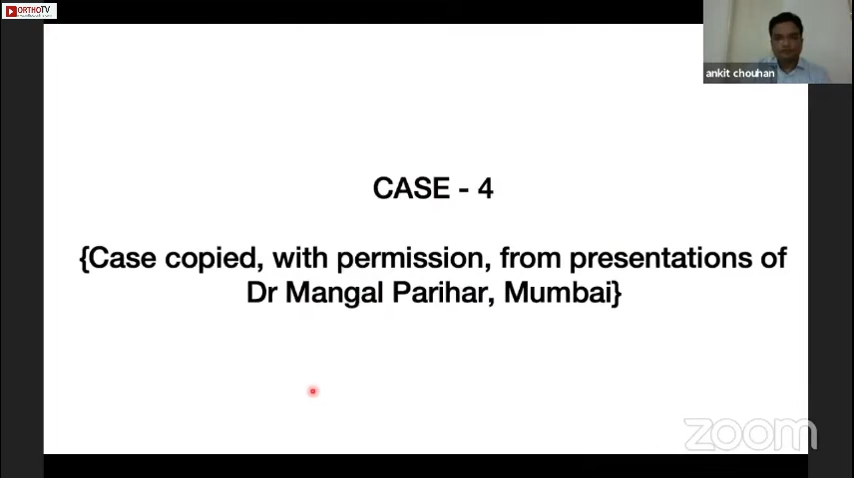 ORTHOTV
ankit chouhan
CASE - 4
{Case copied, with permission, from presentations of
Dr Mangal Parihar, Mumbai}
zoom